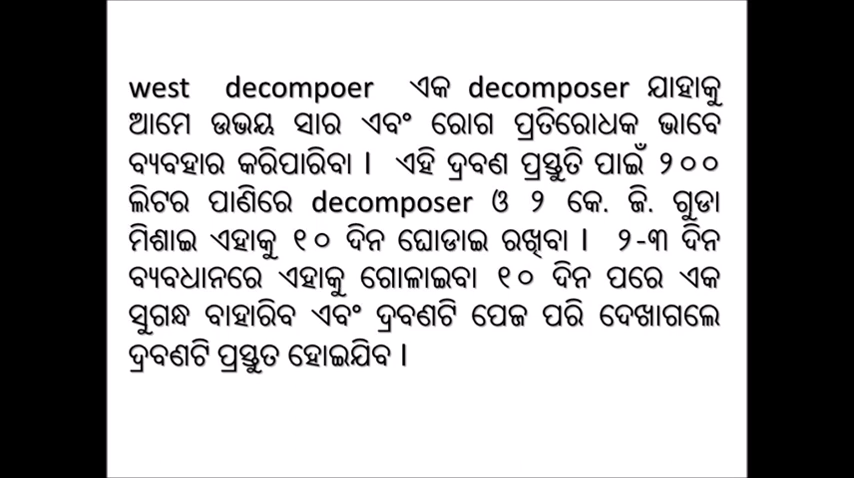 west decompoer ଏକ decomposer ଯାହାକୁ
ଆମେ ଉଭୟ ସାର ଏବଂ ରୋଗ ପ୍ରତିରୋଧକ ଭାବେ
ବ୍ୟବହାର କରିପାରିବା । ଏହି ଦ୍ରବଣ ପ୍ରସ୍ତୁତି ପାଇଁ ୨୦୦
ଲିଟର ପାଣିରେ decomposer ଓ ୨ କେ. ଜି. ଗୁଡା
ମିଶାଇ ଏହାକୁ ୧୦ ଦିନ ଘୋଡାଇ ରଖିବା । ୨-୩ ଦିନ
ବ୍ୟବଧାନରେ ଏହାକୁ ଗୋଳାଇବା ୧୦ ଦିନ ପରେ ଏକ
ସୁଗନ୍ଧ ବାହାରିବ ଏବଂ ଦ୍ରବଣଟି ପେଜ ପରି ଦେଖାଗଲେ
ଦ୍ରବଣଟି ପ୍ରସ୍ତୁତ ହୋଇଯିବ ।